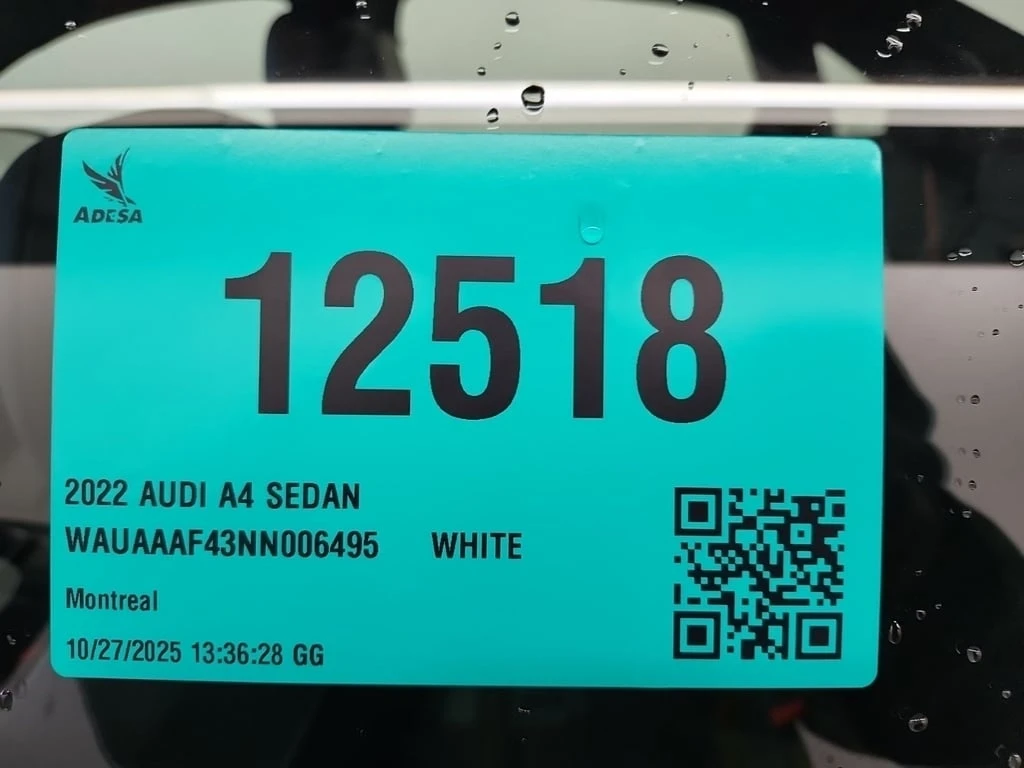 ADESA
12518
2022 AUDI A4 SEDAN
WAUAAAF43NN006495 WHITE
Montreal
10/27/2025 13:36:28 GG